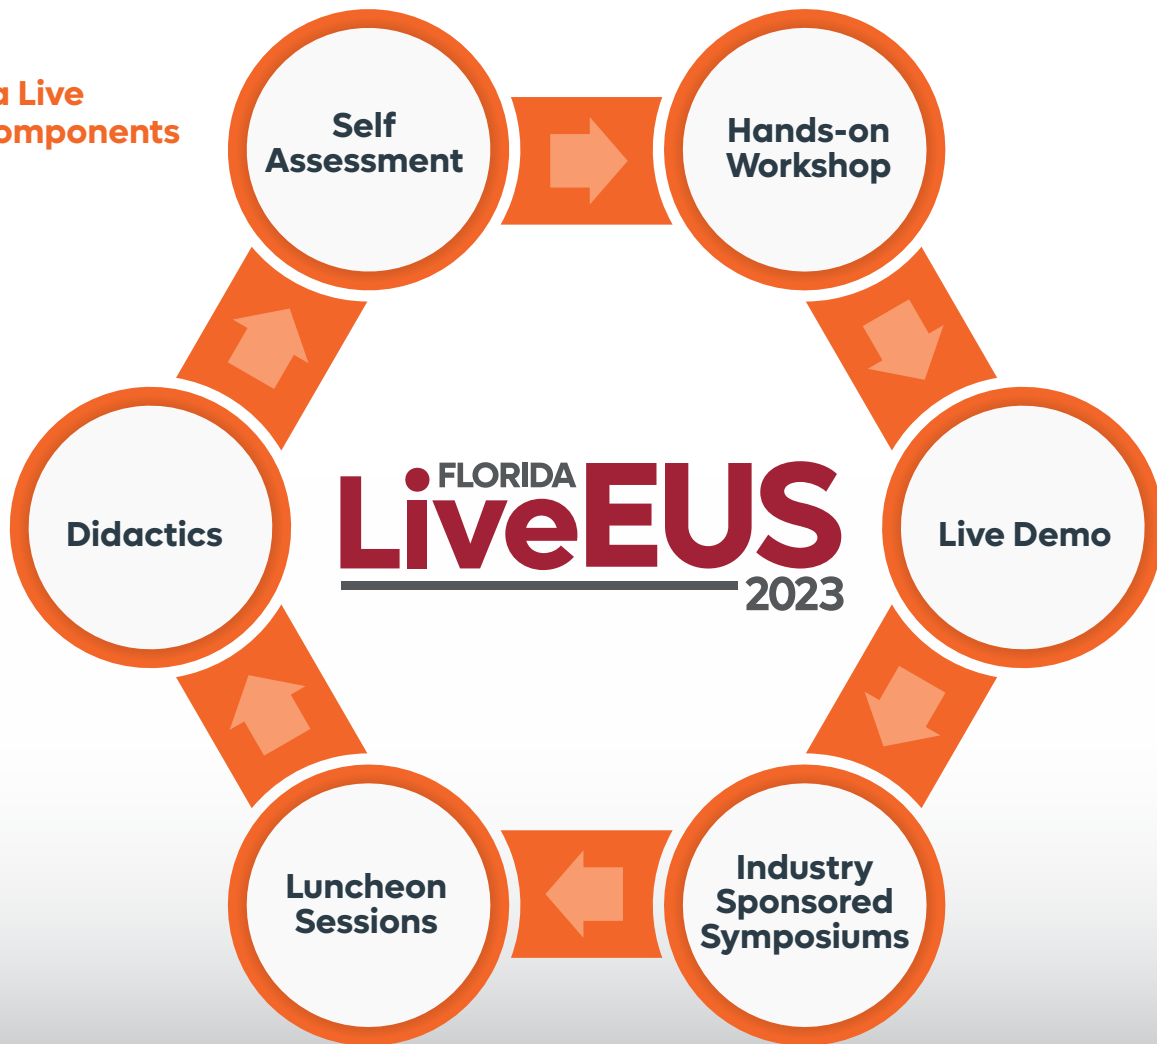 a Live
omponents
Self
Assessment
Hands-on
Workshop
Didactics
FLORIDA
LiveEUS
2023
Live Demo
Luncheon
Sessions
Industry
Sponsored
Symposiums